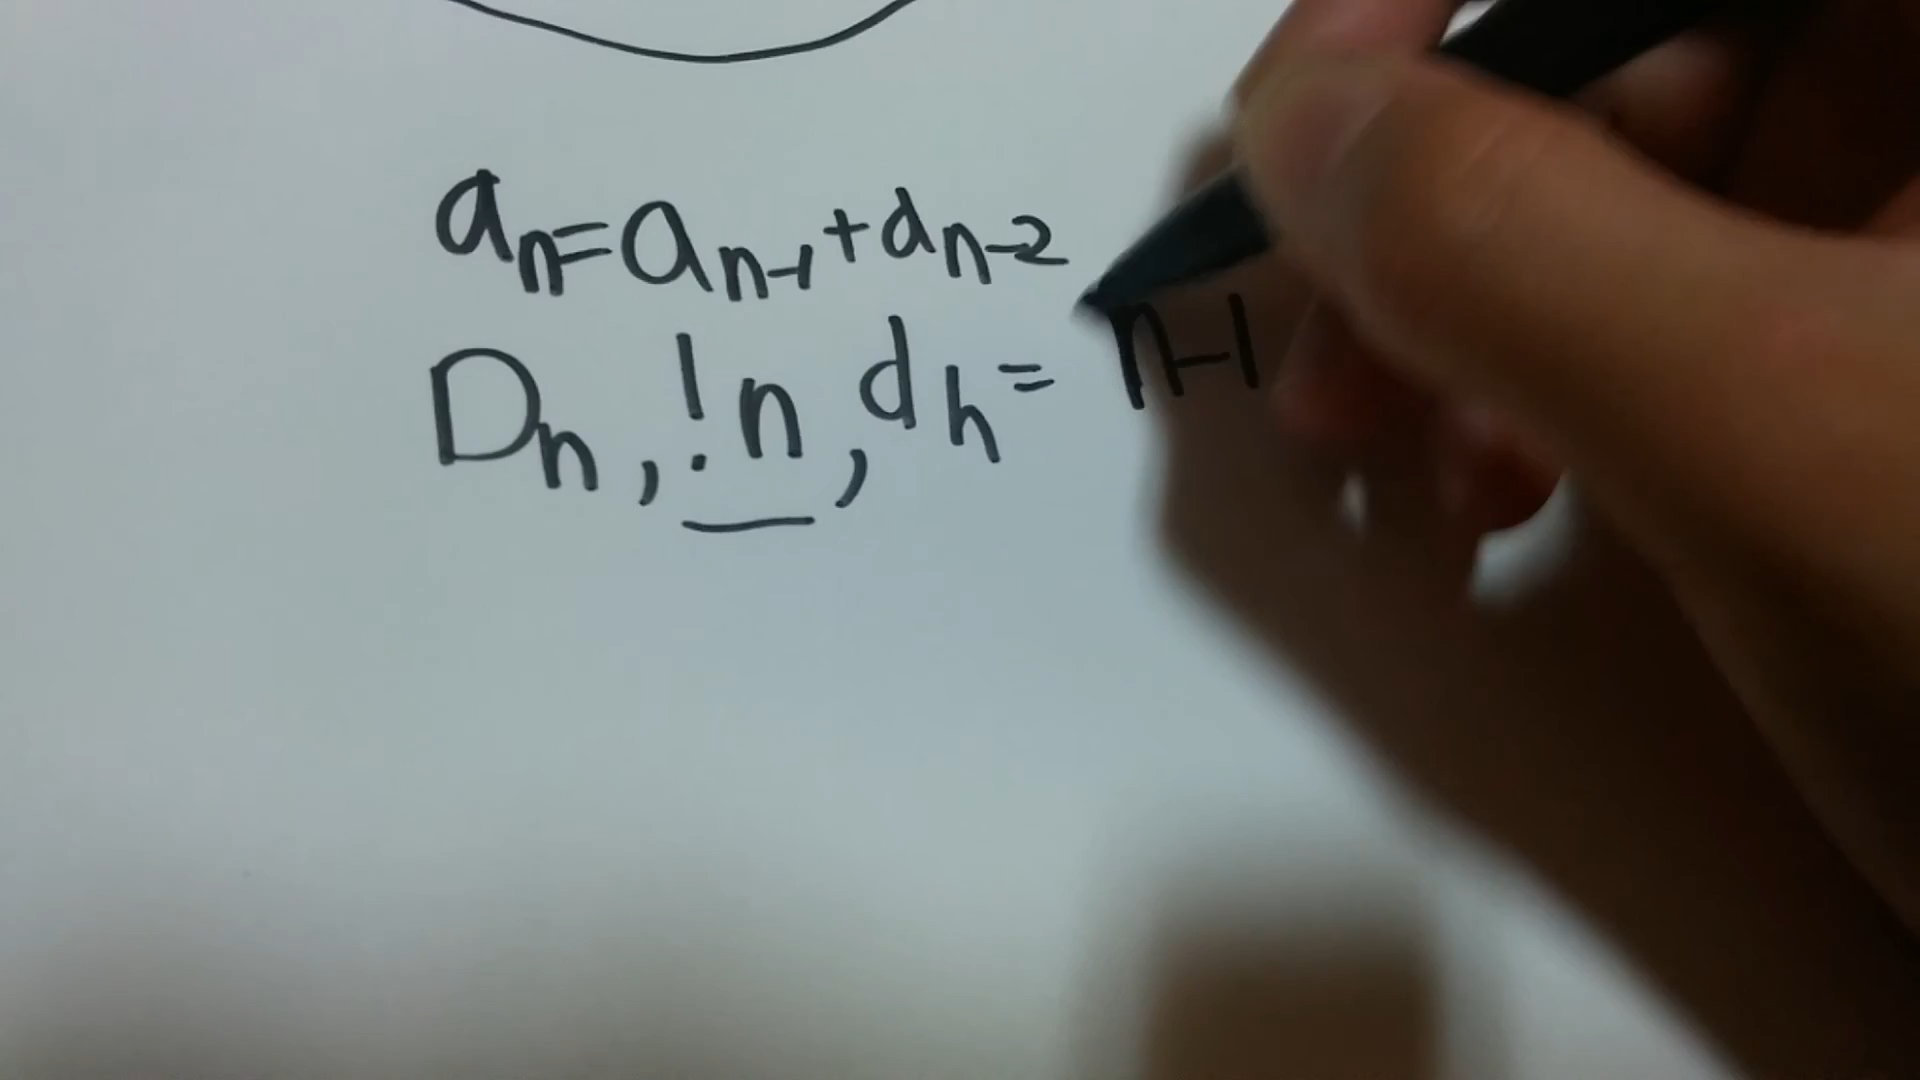 aₙ=aₙ₋₁+aₙ₋₂
Dₙ, !n, dₙ= n-1